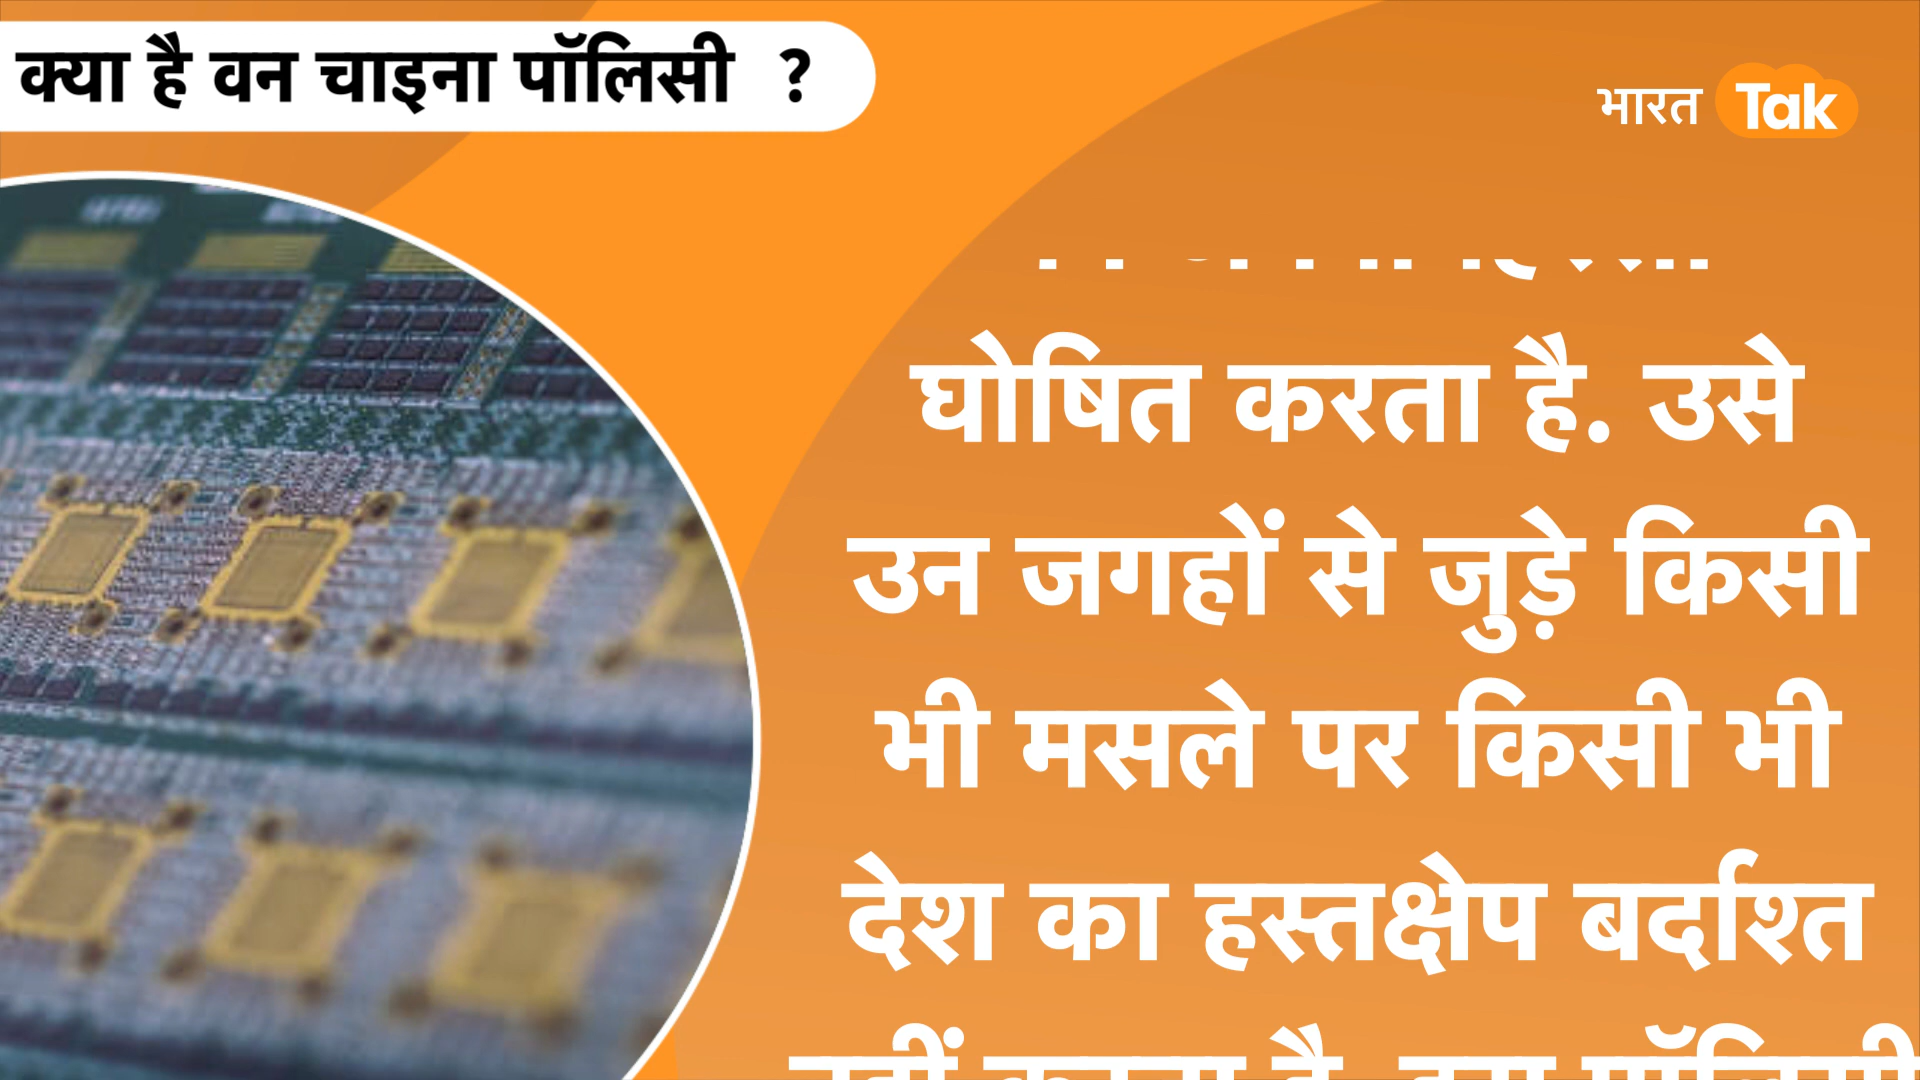 क्या है वन चाइना पॉलिसी ?
भारत Tak
घोषित करता है. उसे
उन जगहों से जुड़े किसी
भी मसले पर किसी भी
देश का हस्तक्षेप बर्दाश्त